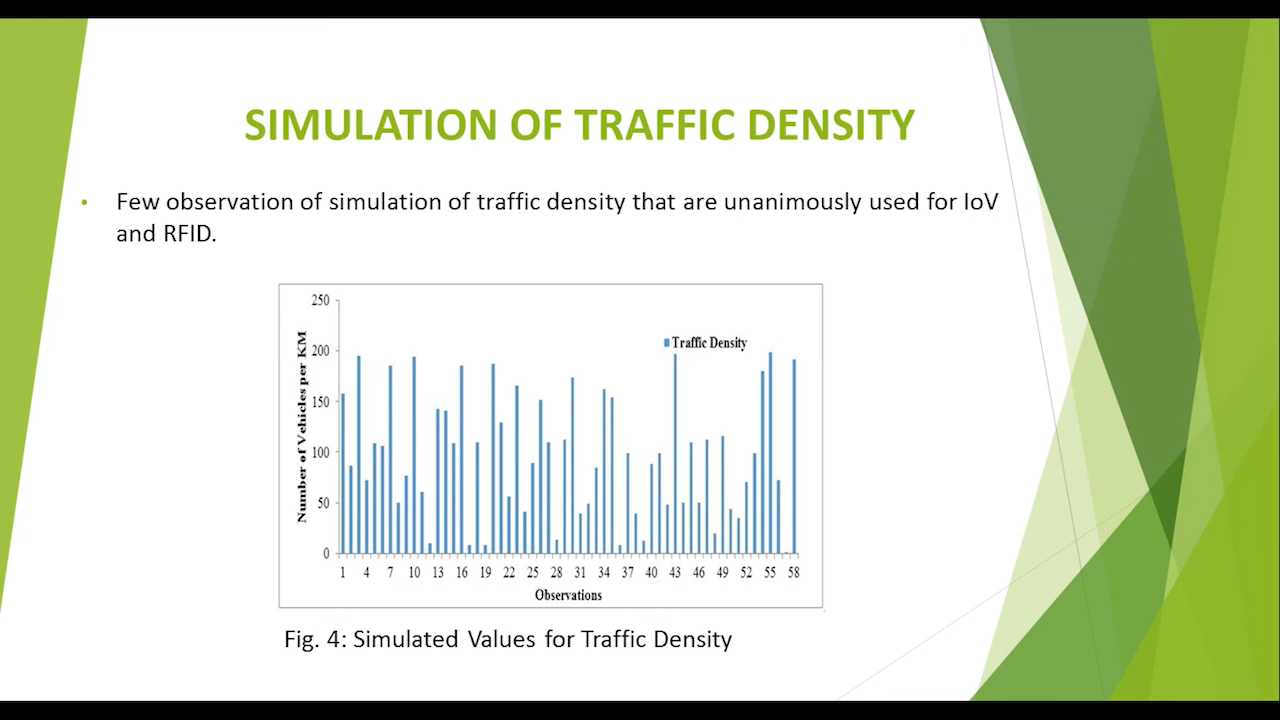 SIMULATION OF TRAFFIC DENSITY
• Few observation of simulation of traffic density that are unanimously used for IoV
and RFID.
250
200
150
100
50
0
Number of Vehicles per KM
Traffic Density
1 4 7 10 13 16 19 22 25 28 31 34 37 40 43 46 49 52 55 58
Observations
Fig. 4: Simulated Values for Traffic Density